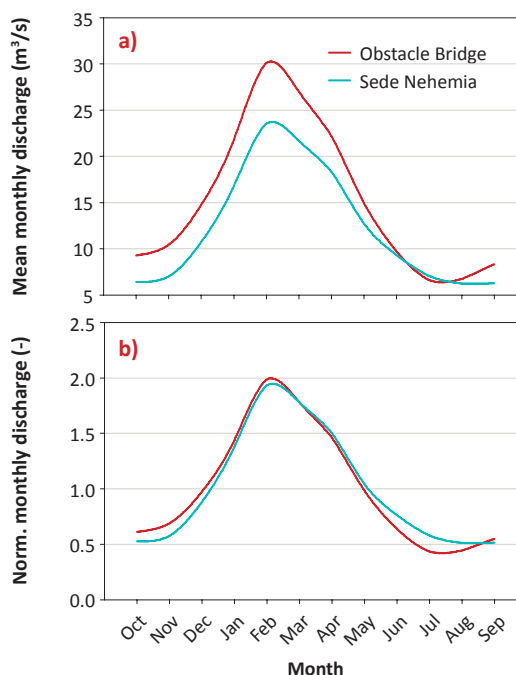 a)
Obstacle Bridge
Sede Nehemia
Mean monthly discharge (m³/s)
35
30
25
20
15
10
5
b)
Norm. monthly discharge (-)
2.5
2.0
1.5
1.0
0.5
0.0
Oct Nov Dec Jan Feb Mar Apr May Jun Jul Aug Sep
Month